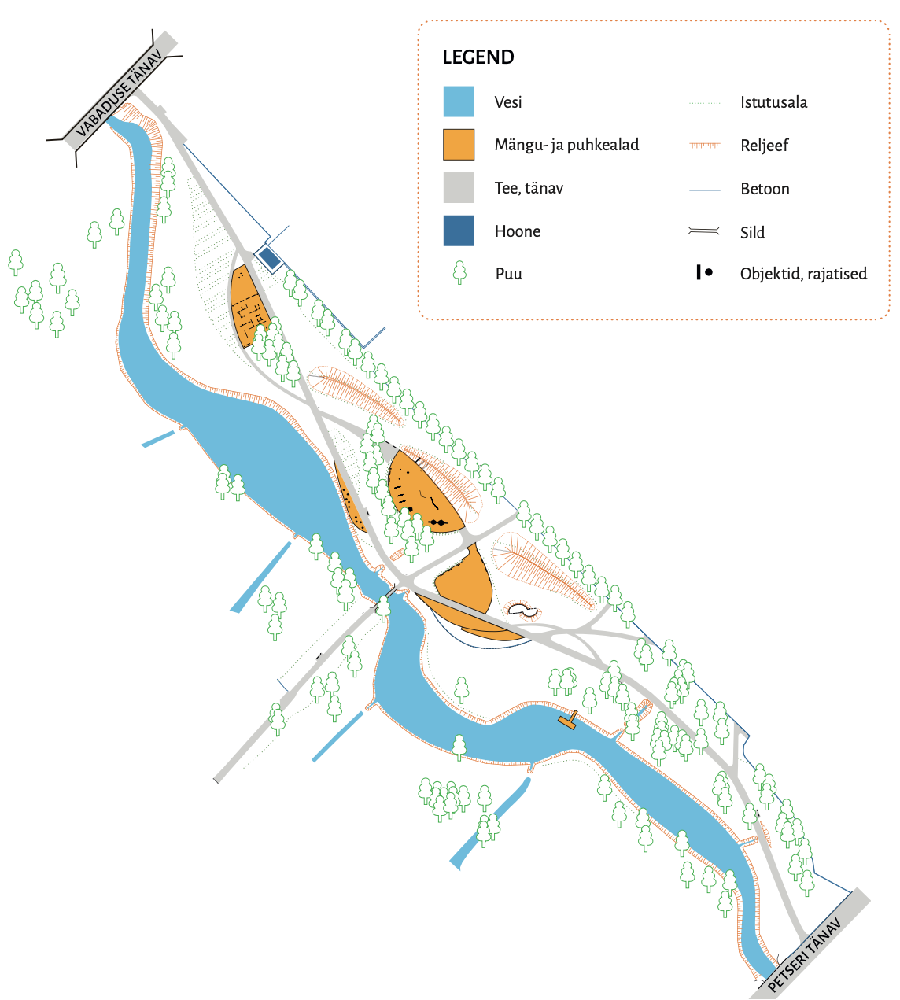 VABADUSE TÄNAV
LEGEND
Vesi
Mängu- ja puhkealad
Tee, tänav
Hoone
Puu
Istutusala
Reljeef
Betoon
Sild
Objektid, rajatised
PETSERI TÄNAV